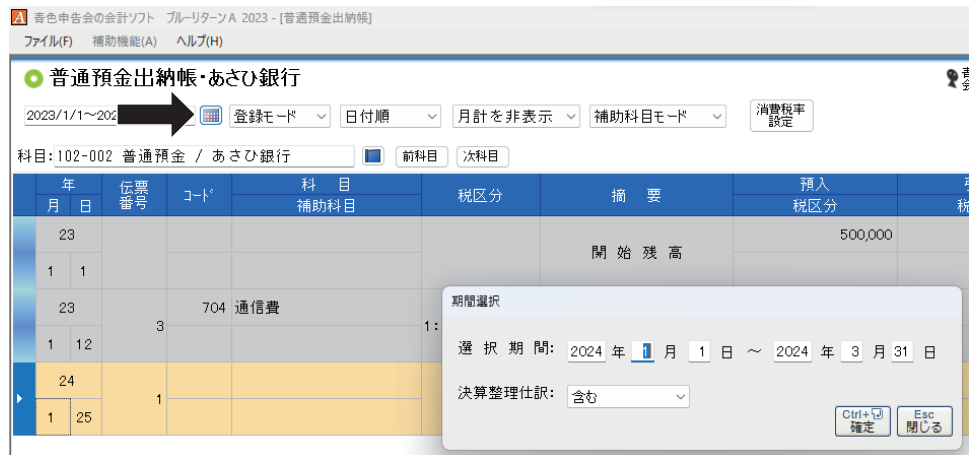 青色申告会の会計ソフト ブルーリターンA 2023 - [普通預金出納帳]
ファイル(F) 補助機能(A) ヘルプ(H)
普通預金出納帳・あさひ銀行
2023/1/1～202 登録モード 日付順 月計を非表示 補助科目モード 消費税率設定
科目:102-002 普通預金 / あさひ銀行 前科目 次科目
年 伝票番号 コード 科 目 税区分 摘 要 預入
月 日 補助科目 税区分 税
23 500,000
1 1 開 始 残 高
23 704 通信費
3 1:
1 12
24
1
1 25
期間選択
選 択 期 間: 2024 年 1 月 1 日 ～ 2024 年 3 月 31 日
決算整理仕訳: 含む
Ctrl+ 確定 Esc 閉じる